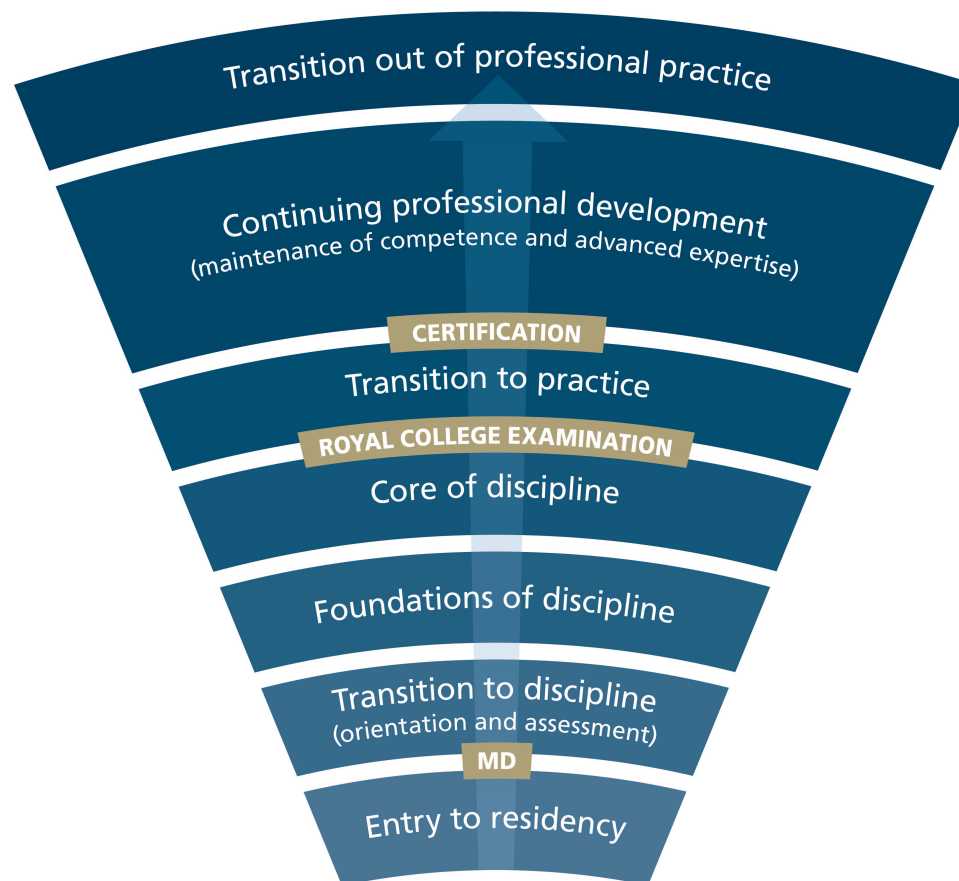 Transition out of professional practice
Continuing professional development
(maintenance of competence and advanced expertise)
CERTIFICATION
Transition to practice
ROYAL COLLEGE EXAMINATION
Core of discipline
Foundations of discipline
Transition to discipline
(orientation and assessment)
MD
Entry to residency